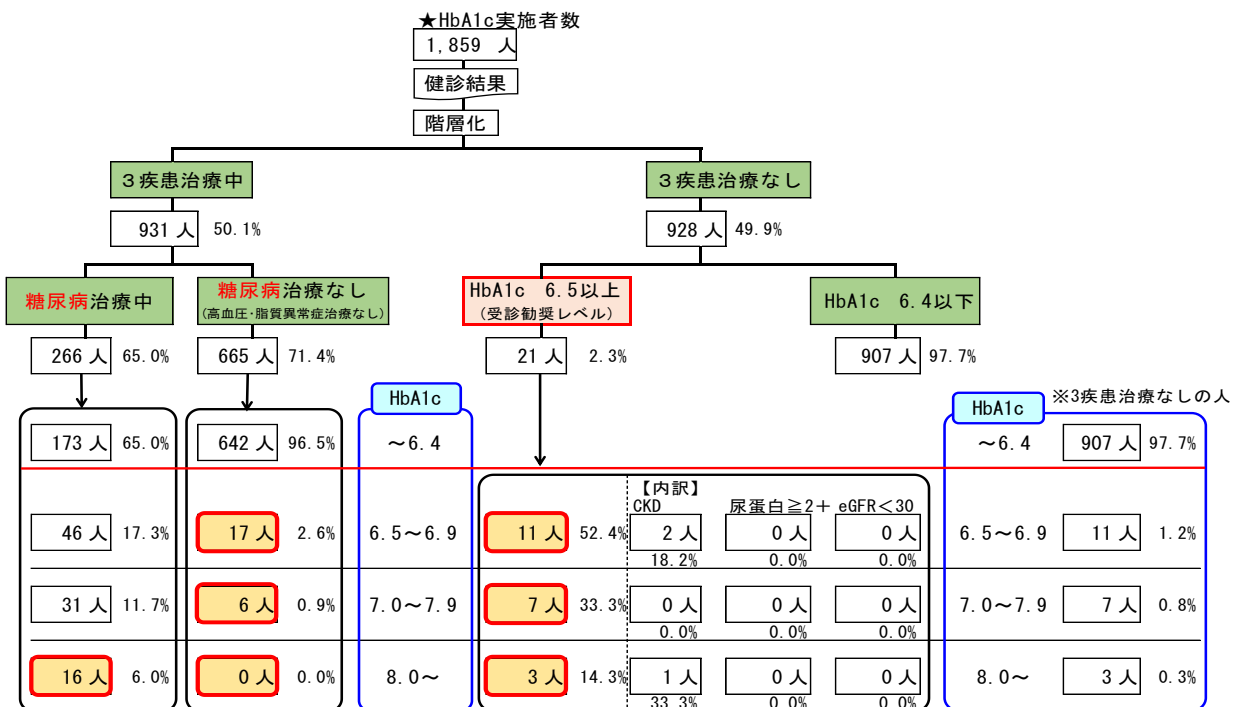 ★HbA1c実施者数
1,859 人
健診結果
階層化
３疾患治療中
３疾患治療なし
931 人 50.1%
928 人 49.9%
糖尿病治療中
糖尿病治療なし
(高血圧・脂質異常症治療なし)
HbA1c 6.5以上
(受診勧奨レベル)
HbA1c 6.4以下
266 人 65.0%
665 人 71.4%
21 人 2.3%
907 人 97.7%
HbA1c
HbA1c
※3疾患治療なしの人
173 人 65.0%
642 人 96.5%
～6.4
～6.4
907 人 97.7%
【内訳】
CKD 尿蛋白≧2＋ eGFR＜30
46 人 17.3%
17 人 2.6%
6.5～6.9
11 人 52.4%
2 人 0 人 0 人
18.2% 0.0% 0.0%
6.5～6.9
11 人 1.2%
31 人 11.7%
6 人 0.9%
7.0～7.9
7 人 33.3%
0 人 0 人 0 人
0.0% 0.0% 0.0%
7.0～7.9
7 人 0.8%
16 人 6.0%
0 人 0.0%
8.0～
3 人 14.3%
1 人 0 人 0 人
33.3% 0.0% 0.0%
8.0～
3 人 0.3%